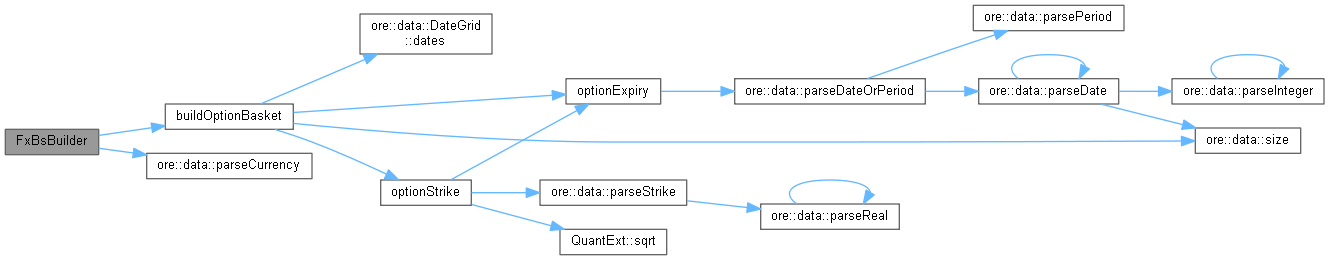 FxBsBuilder
buildOptionBasket
ore::data::parseCurrency
ore::data::DateGrid
::dates
optionExpiry
optionStrike
ore::data::parseDateOrPeriod
ore::data::parseStrike
QuantExt::sqrt
ore::data::parsePeriod
ore::data::parseDate
ore::data::parseReal
ore::data::parseInteger
ore::data::size